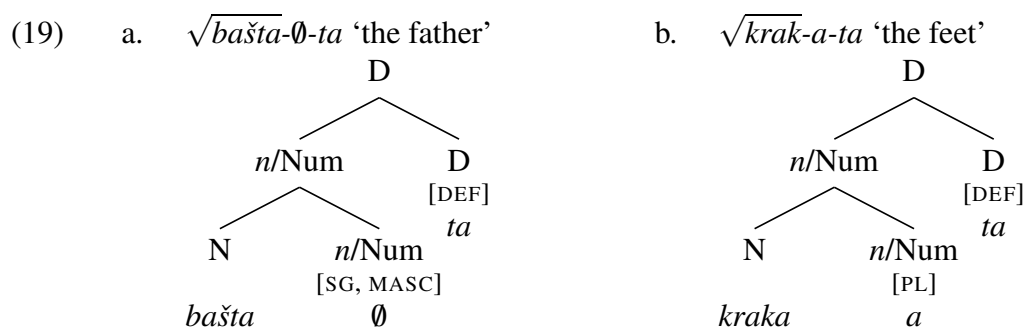 (19) a. √bašta-∅-ta ‘the father’ b. √krak-a-ta ‘the feet’
D D
n/Num D n/Num D
[DEF] [DEF]
ta ta
N n/Num N n/Num
[SG, MASC] [PL]
bašta ∅ kraka a